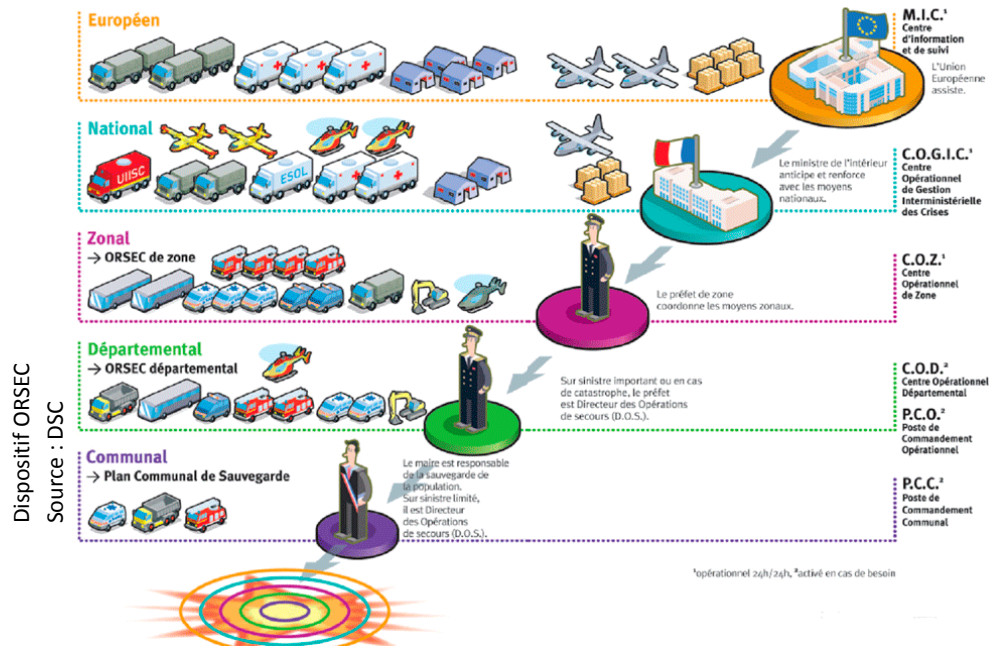 Européen
M.I.C.¹
Centre
d'information
et de suivi
L'Union
Européenne
assiste.
National
UIISC
ESOL
Le ministre de l'intérieur
anticipe et renforce
avec les moyens
nationaux.
C.O.G.I.C.¹
Centre
Opérationnel
de Gestion
Interministérielle
des Crises
Zonal
→ ORSEC de zone
Le préfet de zone
coordonne les moyens zonaux.
C.O.Z.¹
Centre
Opérationnel
de Zone
Départemental
→ ORSEC départemental
Sur sinistre important ou en cas
de catastrophe, le préfet
est Directeur des Opérations
de secours (D.O.S.).
C.O.D.²
Centre Opérationnel
Départemental
P.C.O.²
Poste de
Commandement
Opérationnel
Communal
→ Plan Communal de Sauvegarde
Le maire est responsable
de la sauvegarde de
la population.
Sur sinistre limité,
il est Directeur
des Opérations
de secours (D.O.S.).
P.C.C.²
Poste de
Commandement
Communal
¹opérationnel 24h/24h, ²activé en cas de besoin
Dispositif ORSEC
Source : DSC